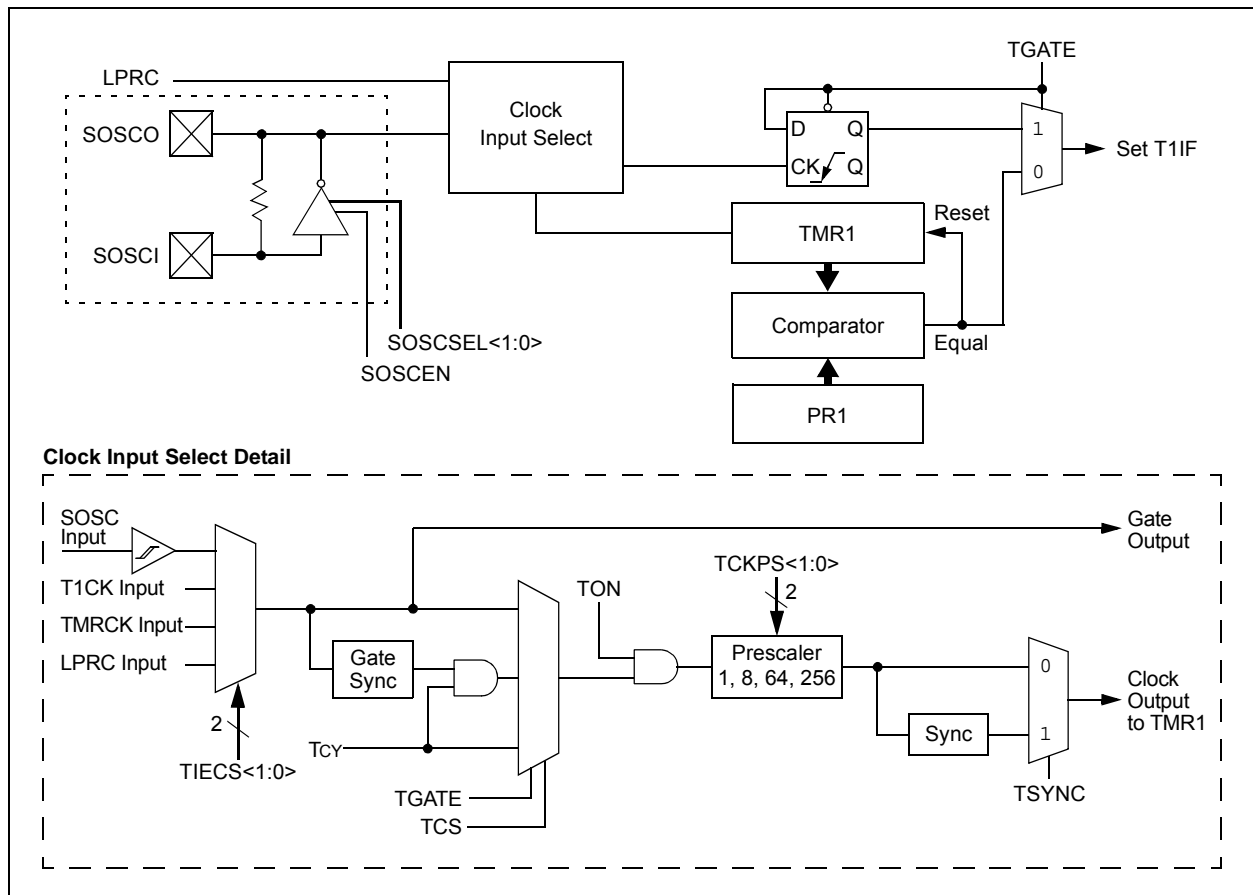 TGATE
LPRC
Clock
Input Select
SOSCO
D Q
CK Q
1
0
Set T1IF
SOSCI
TMR1
Reset
Comparator
Equal
SOSCSEL<1:0>
SOSCEN
PR1
Clock Input Select Detail
SOSC
Input
Gate
Output
T1CK Input
TON
TCKPS<1:0>
2
TMRCK Input
LPRC Input
Gate
Sync
Prescaler
1, 8, 64, 256
0
1
Clock
Output
to TMR1
Sync
2
TCY
TIECS<1:0>
TGATE
TCS
TSYNC